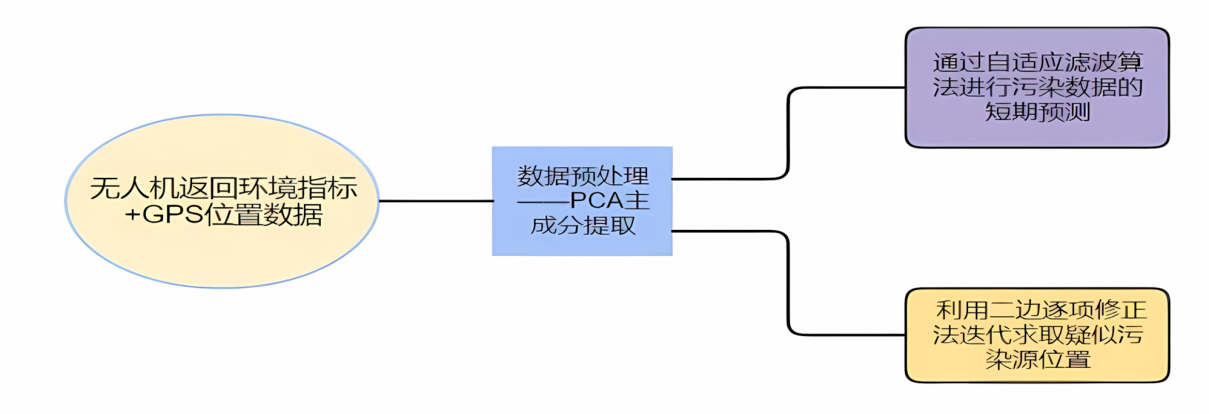 无人机返回环境指标
+GPS位置数据
数据预处理
——PCA主
成分提取
通过自适应滤波算
法进行污染数据的
短期预测
利用二边逐项修正
法迭代求取疑似污
染源位置